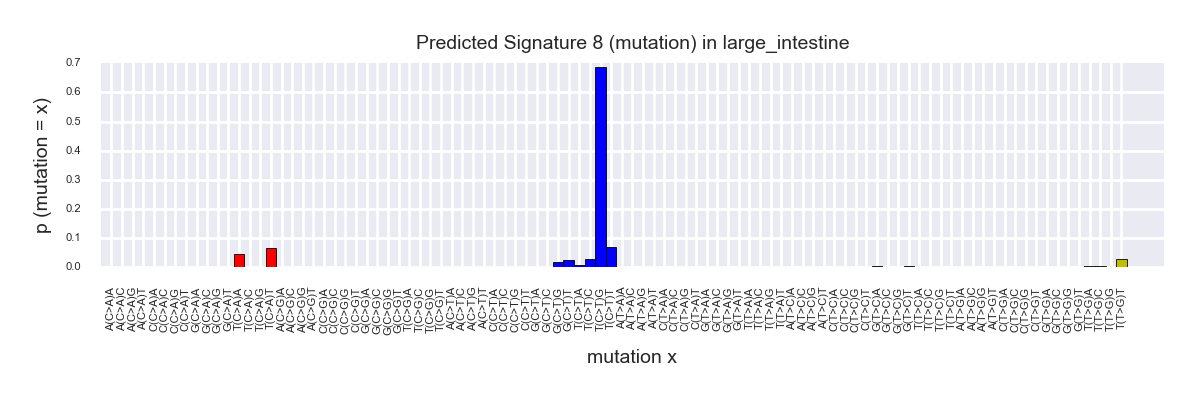 Predicted Signature 8 (mutation) in large_intestine
p (mutation = x)
0.7
0.6
0.5
0.4
0.3
0.2
0.1
0.0
A(C>A)A
A(C>A)C
A(C>A)G
A(C>A)T
C(C>A)A
C(C>A)C
C(C>A)G
C(C>A)T
G(C>A)A
G(C>A)C
G(C>A)G
G(C>A)T
T(C>A)A
T(C>A)C
T(C>A)G
T(C>A)T
A(C>G)A
A(C>G)C
A(C>G)G
A(C>G)T
C(C>G)A
C(C>G)C
C(C>G)G
C(C>G)T
G(C>G)A
G(C>G)C
G(C>G)G
G(C>G)T
T(C>G)A
T(C>G)C
T(C>G)G
T(C>G)T
A(C>T)A
A(C>T)C
A(C>T)G
A(C>T)T
C(C>T)A
C(C>T)C
C(C>T)G
C(C>T)T
G(C>T)A
G(C>T)C
G(C>T)G
G(C>T)T
T(C>T)A
T(C>T)C
T(C>T)G
T(C>T)T
A(T>A)A
A(T>A)C
A(T>A)G
A(T>A)T
C(T>A)A
C(T>A)C
C(T>A)G
C(T>A)T
G(T>A)A
G(T>A)C
G(T>A)G
G(T>A)T
T(T>A)A
T(T>A)C
T(T>A)G
T(T>A)T
A(T>C)A
A(T>C)C
A(T>C)G
A(T>C)T
C(T>C)A
C(T>C)C
C(T>C)G
C(T>C)T
G(T>C)A
G(T>C)C
G(T>C)G
G(T>C)T
T(T>C)A
T(T>C)C
T(T>C)G
T(T>C)T
A(T>G)A
A(T>G)C
A(T>G)G
A(T>G)T
C(T>G)A
C(T>G)C
C(T>G)G
C(T>G)T
G(T>G)A
G(T>G)C
G(T>G)G
G(T>G)T
T(T>G)A
T(T>G)C
T(T>G)G
T(T>G)T
mutation x